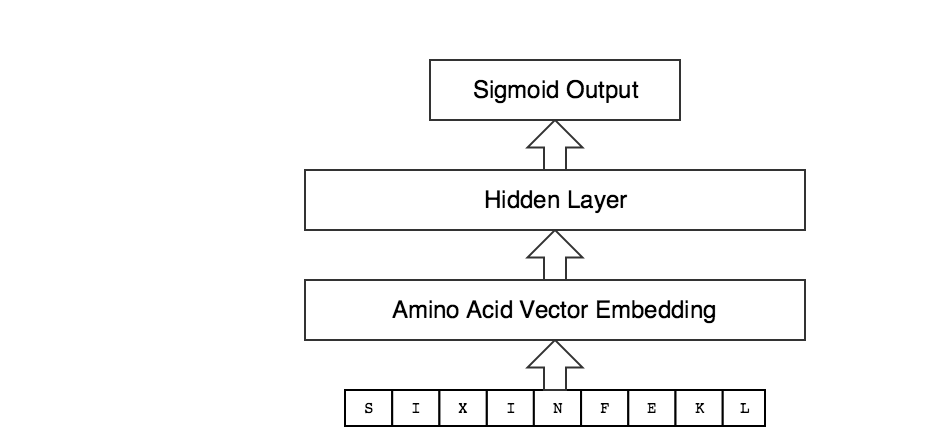 Sigmoid Output
Hidden Layer
Amino Acid Vector Embedding
S I X I N F E K L